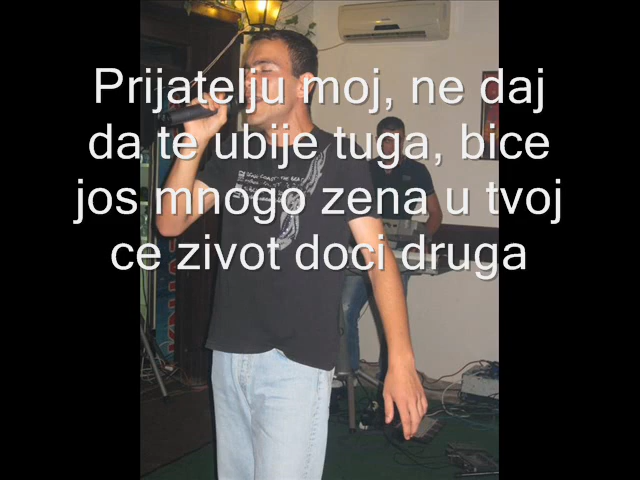 Prijatelju moj, ne daj
da te ubije tuga, bice
jos mnogo zena u tvoj
ce zivot doci druga